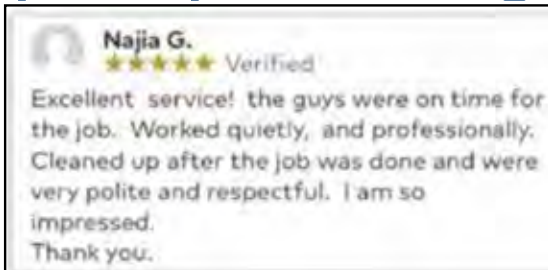 Najia G.
Verified
Excellent service! the guys were on time for
the job. Worked quietly, and professionally.
Cleaned up after the job was done and were
very polite and respectful. I am so
impressed.
Thank you.